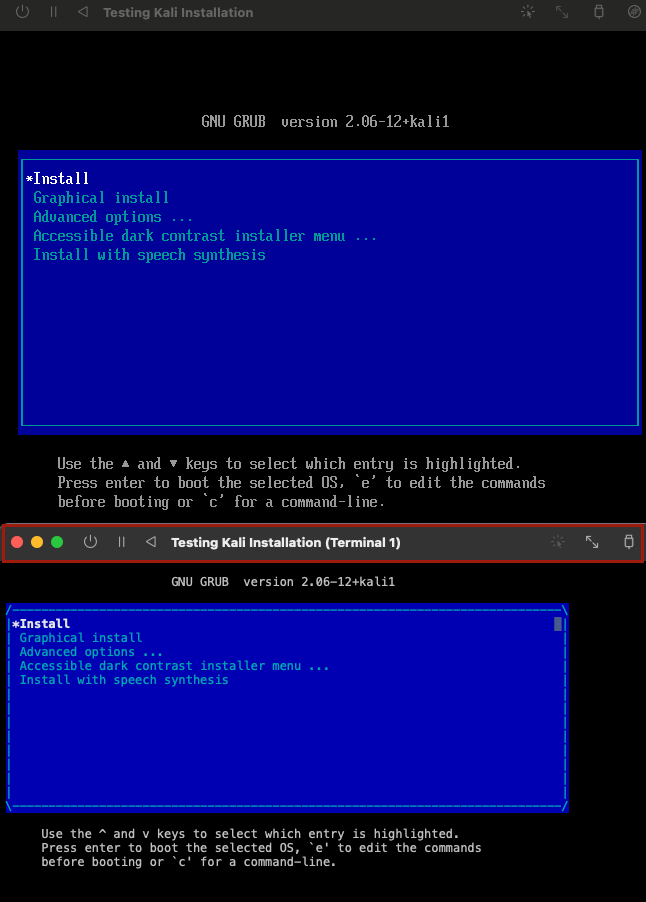 Testing Kali Installation
GNU GRUB  version 2.06-12+kali1
*Install
Graphical install
Advanced options ...
Accessible dark contrast installer menu ...
Install with speech synthesis
Use the ▲ and ▼ keys to select which entry is highlighted.
Press enter to boot the selected OS, `e' to edit the commands
before booting or `c' for a command-line.
Testing Kali Installation (Terminal 1)
GNU GRUB  version 2.06-12+kali1
*Install
Graphical install
Advanced options ...
Accessible dark contrast installer menu ...
Install with speech synthesis
Use the ^ and v keys to select which entry is highlighted.
Press enter to boot the selected OS, `e' to edit the commands
before booting or `c' for a command-line.